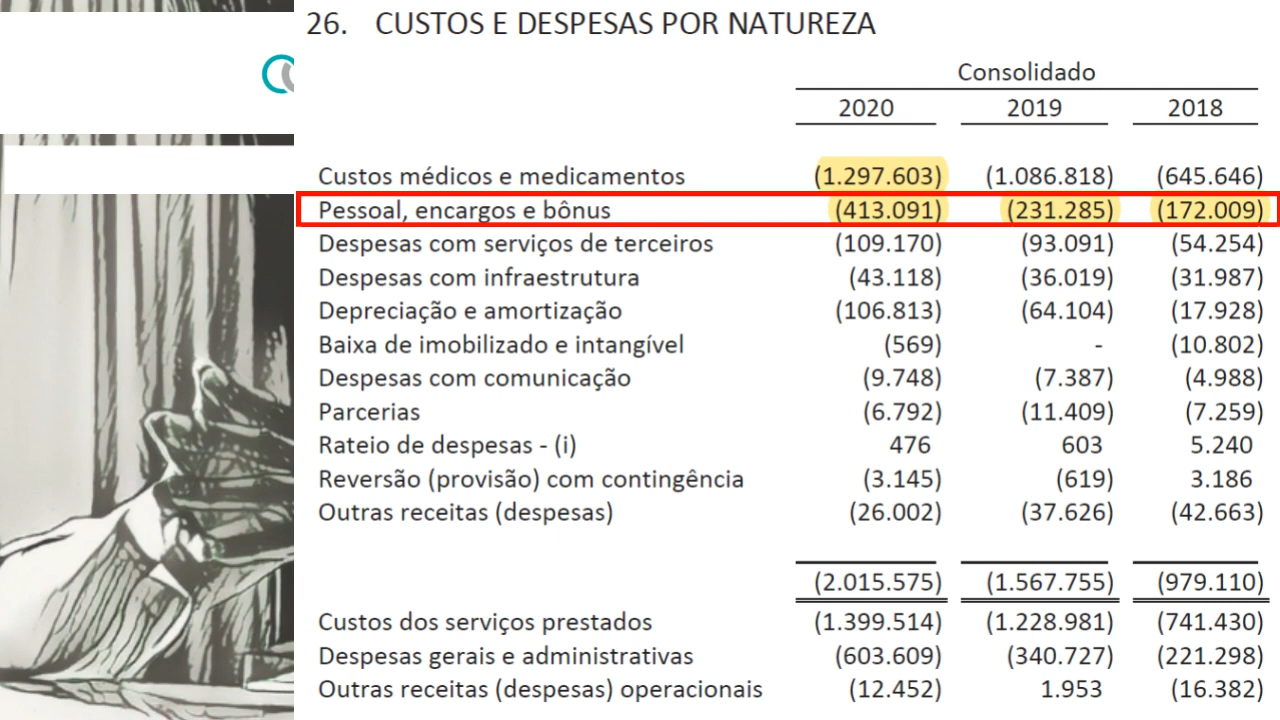 26. CUSTOS E DESPESAS POR NATUREZA
Consolidado
2020 2019 2018
Custos médicos e medicamentos (1.297.603) (1.086.818) (645.646)
Pessoal, encargos e bônus (413.091) (231.285) (172.009)
Despesas com serviços de terceiros (109.170) (93.091) (54.254)
Despesas com infraestrutura (43.118) (36.019) (31.987)
Depreciação e amortização (106.813) (64.104) (17.928)
Baixa de imobilizado e intangível (569) - (10.802)
Despesas com comunicação (9.748) (7.387) (4.988)
Parcerias (6.792) (11.409) (7.259)
Rateio de despesas - (i) 476 603 5.240
Reversão (provisão) com contingência (3.145) (619) 3.186
Outras receitas (despesas) (26.002) (37.626) (42.663)
(2.015.575) (1.567.755) (979.110)
Custos dos serviços prestados (1.399.514) (1.228.981) (741.430)
Despesas gerais e administrativas (603.609) (340.727) (221.298)
Outras receitas (despesas) operacionais (12.452) 1.953 (16.382)